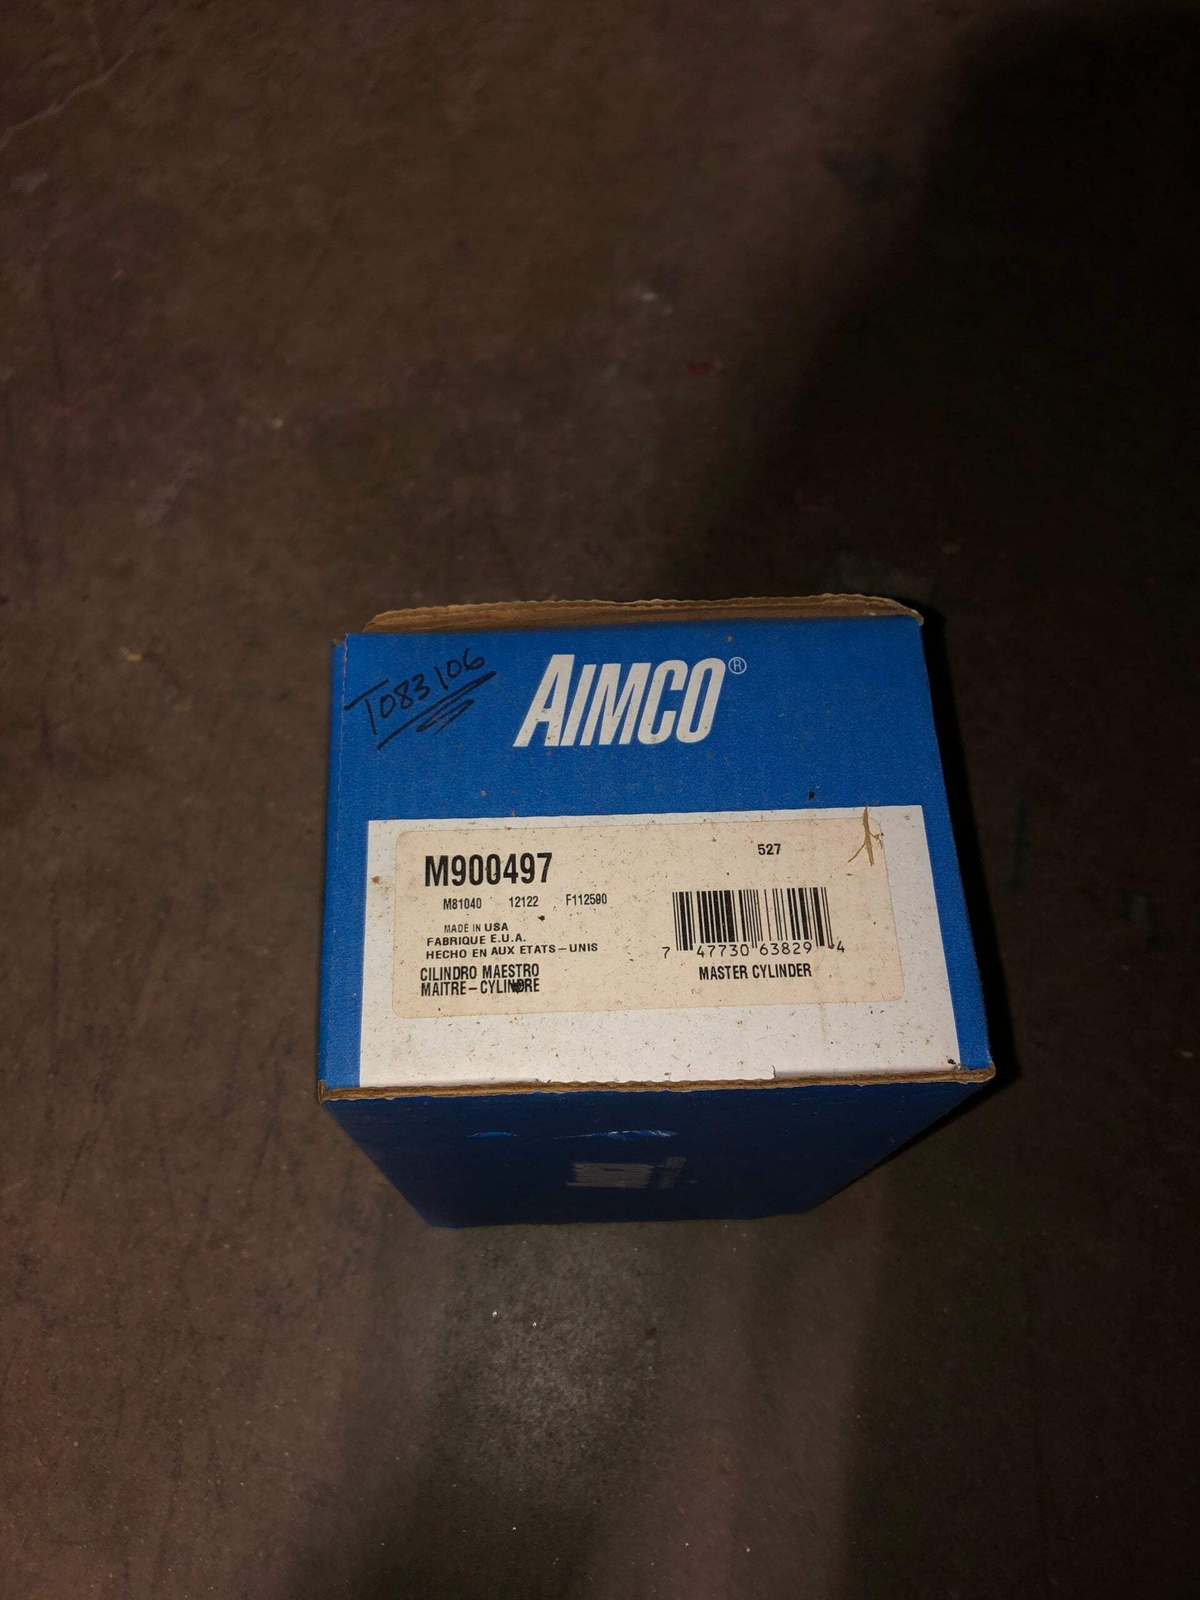 T083106
AIMCO®
527
M900497
M81040 12122 F112590
MADE IN USA
FABRIQUE E.U.A.
HECHO EN AUX ETATS-UNIS
CILINDRO MAESTRO
MAITRE-CYLINDRE
7 47730 63829 4
MASTER CYLINDER